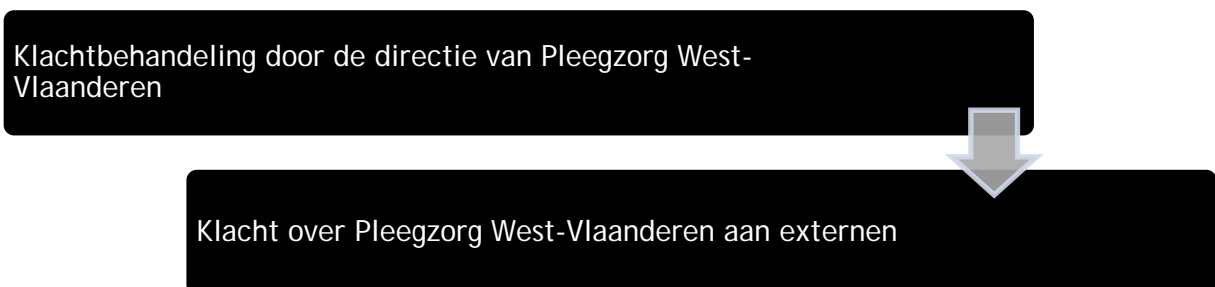 Klachtbehandeling door de directie van Pleegzorg West-
Vlaanderen
Klacht over Pleegzorg West-Vlaanderen aan externen